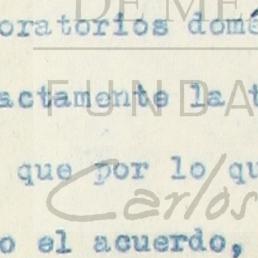 DE ME
oratorios domé
FUNDA
actamente la t
que por lo qu
Carlos
o el acuerdo,